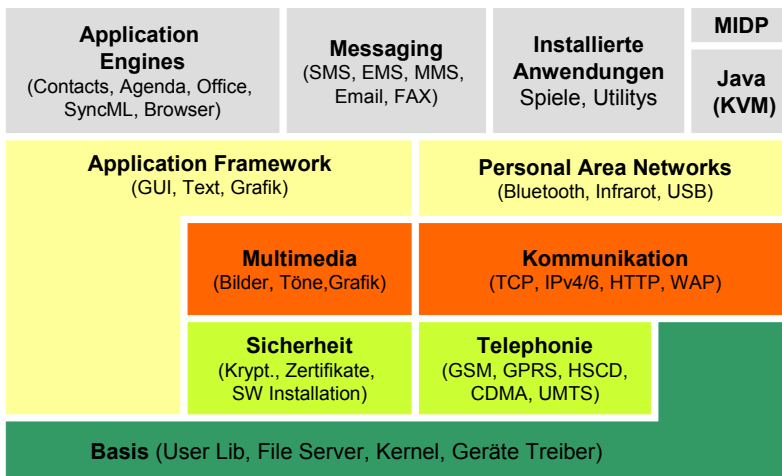 Application
Engines
(Contacts, Agenda, Office,
SyncML, Browser)
Messaging
(SMS, EMS, MMS,
Email, FAX)
Installierte
Anwendungen
Spiele, Utilitys
MIDP
Java
(KVM)
Application Framework
(GUI, Text, Grafik)
Personal Area Networks
(Bluetooth, Infrarot, USB)
Multimedia
(Bilder, Töne,Grafik)
Kommunikation
(TCP, IPv4/6, HTTP, WAP)
Sicherheit
(Krypt., Zertifikate,
SW Installation)
Telephonie
(GSM, GPRS, HSCD,
CDMA, UMTS)
Basis (User Lib, File Server, Kernel, Geräte Treiber)